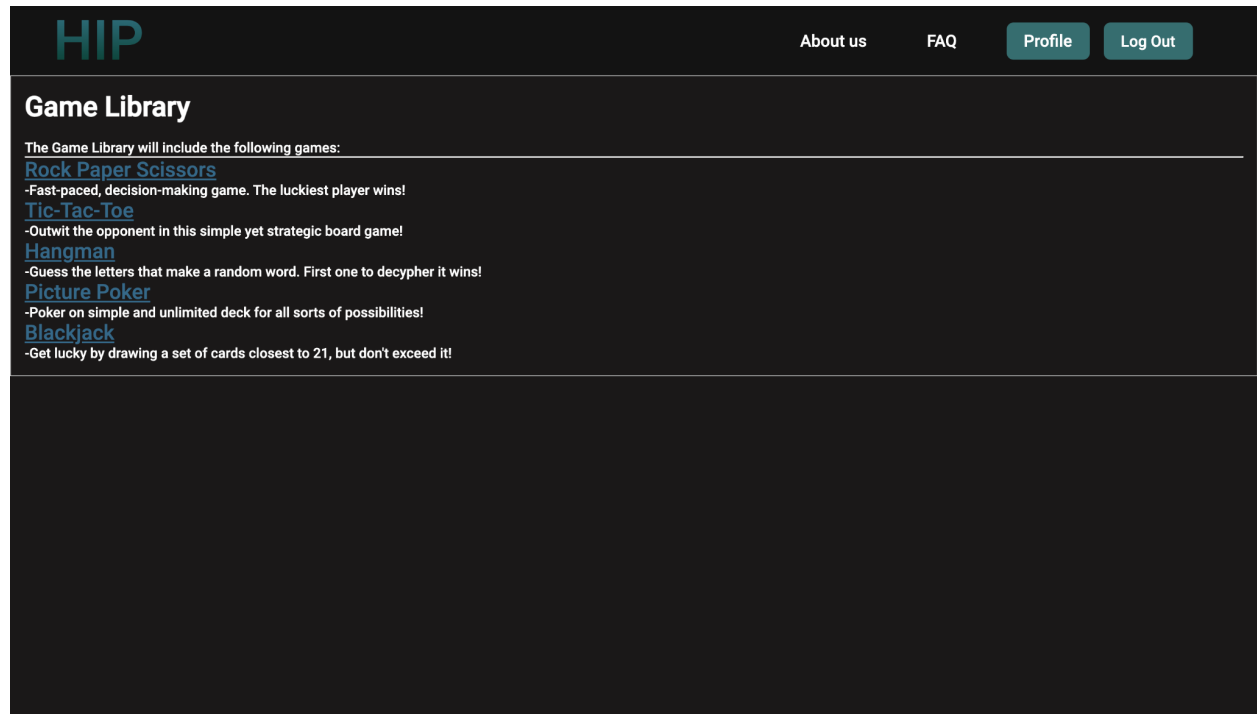 HIP
About us
FAQ
Profile
Log Out
Game Library
The Game Library will include the following games:
Rock Paper Scissors
-Fast-paced, decision-making game. The luckiest player wins!
Tic-Tac-Toe
-Outwit the opponent in this simple yet strategic board game!
Hangman
-Guess the letters that make a random word. First one to decypher it wins!
Picture Poker
-Poker on simple and unlimited deck for all sorts of possibilities!
Blackjack
-Get lucky by drawing a set of cards closest to 21, but don't exceed it!